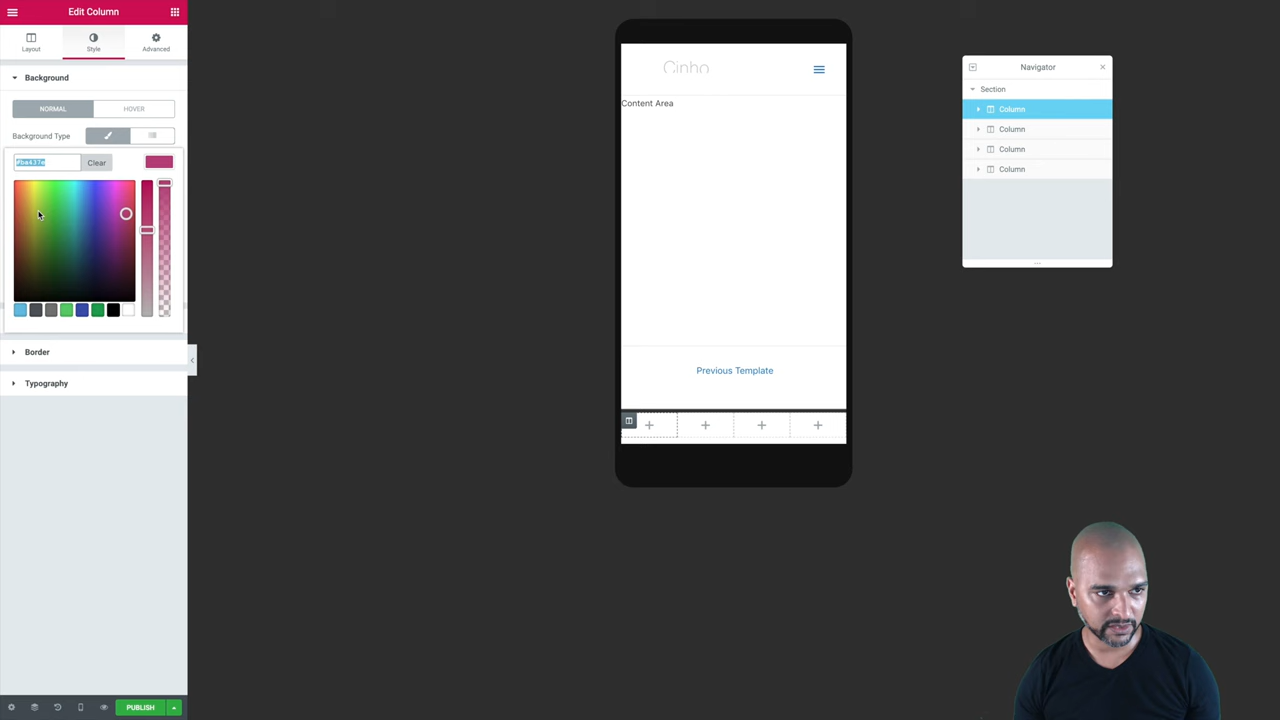 Edit Column
Layout
Style
Advanced
Background
NORMAL
HOVER
Background Type
Clear
Border
Typography
PUBLISH
Cinho
Content Area
Previous Template
Navigator
Section
Column
Column
Column
Column